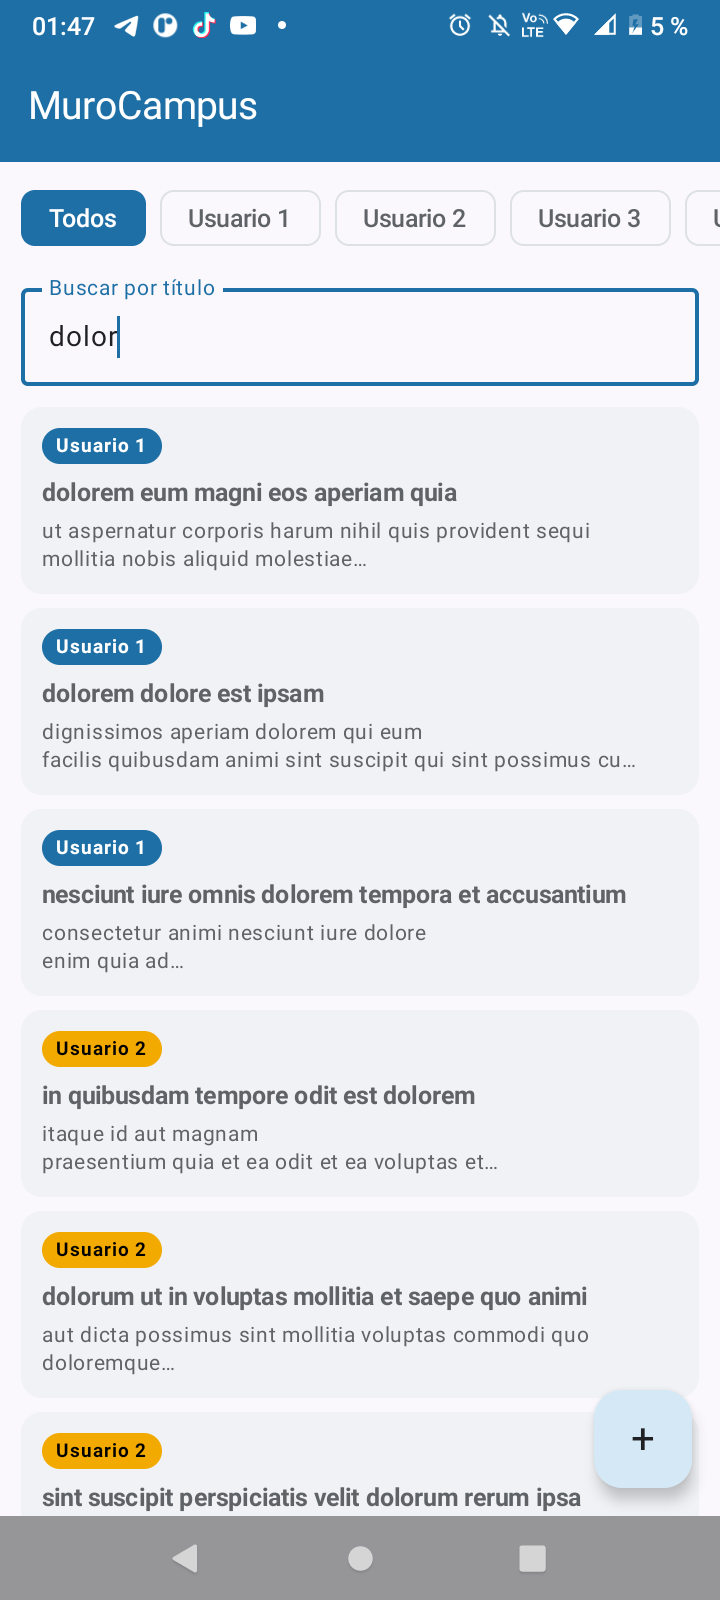 01:47
Vo
LTE
5 %
MuroCampus
Todos
Usuario 1
Usuario 2
Usuario 3
Buscar por título
dolor
Usuario 1
dolorem eum magni eos aperiam quia
ut aspernatur corporis harum nihil quis provident sequi
mollitia nobis aliquid molestiae…
Usuario 1
dolorem dolore est ipsam
dignissimos aperiam dolorem qui eum
facilis quibusdam animi sint suscipit qui sint possimus cu…
Usuario 1
nesciunt iure omnis dolorem tempora et accusantium
consectetur animi nesciunt iure dolore
enim quia ad…
Usuario 2
in quibusdam tempore odit est dolorem
itaque id aut magnam
praesentium quia et ea odit et ea voluptas et…
Usuario 2
dolorum ut in voluptas mollitia et saepe quo animi
aut dicta possimus sint mollitia voluptas commodi quo
doloremque…
Usuario 2
sint suscipit perspiciatis velit dolorum rerum ipsa
+